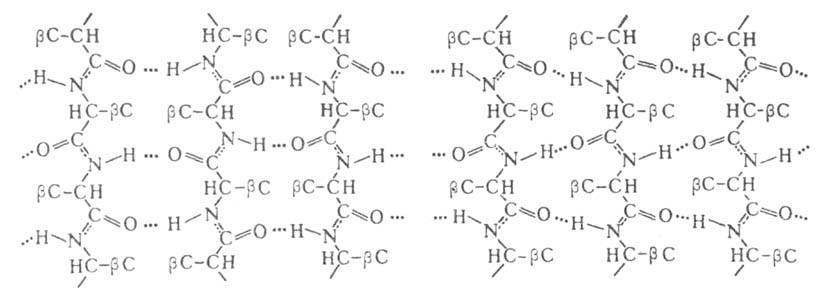 βC–CH HC–βC βC–CH βC–CH βC–CH βC–CH
C=O ··· H–N C=O ··· C=O ··· H C=O ··· H C=O ···
··· H–N C=O ··· H–N ··· H–N N N
HC–βC βC–CH HC–βC HC–βC HC–βC HC–βC
O=C N–H ··· O=C O=C O=C O=C
··· N–H ··· O=C N–H ··· N–H ··· N–H ··· N–H ···
βC–CH HC–βC βC–CH βC–CH βC–CH βC–CH
C=O ··· H–N C=O ··· C=O ··· H C=O ··· H C=O ···
··· H–N C=O ··· H–N ··· H–N N N
HC–βC βC–CH HC–βC HC–βC HC–βC HC–βC